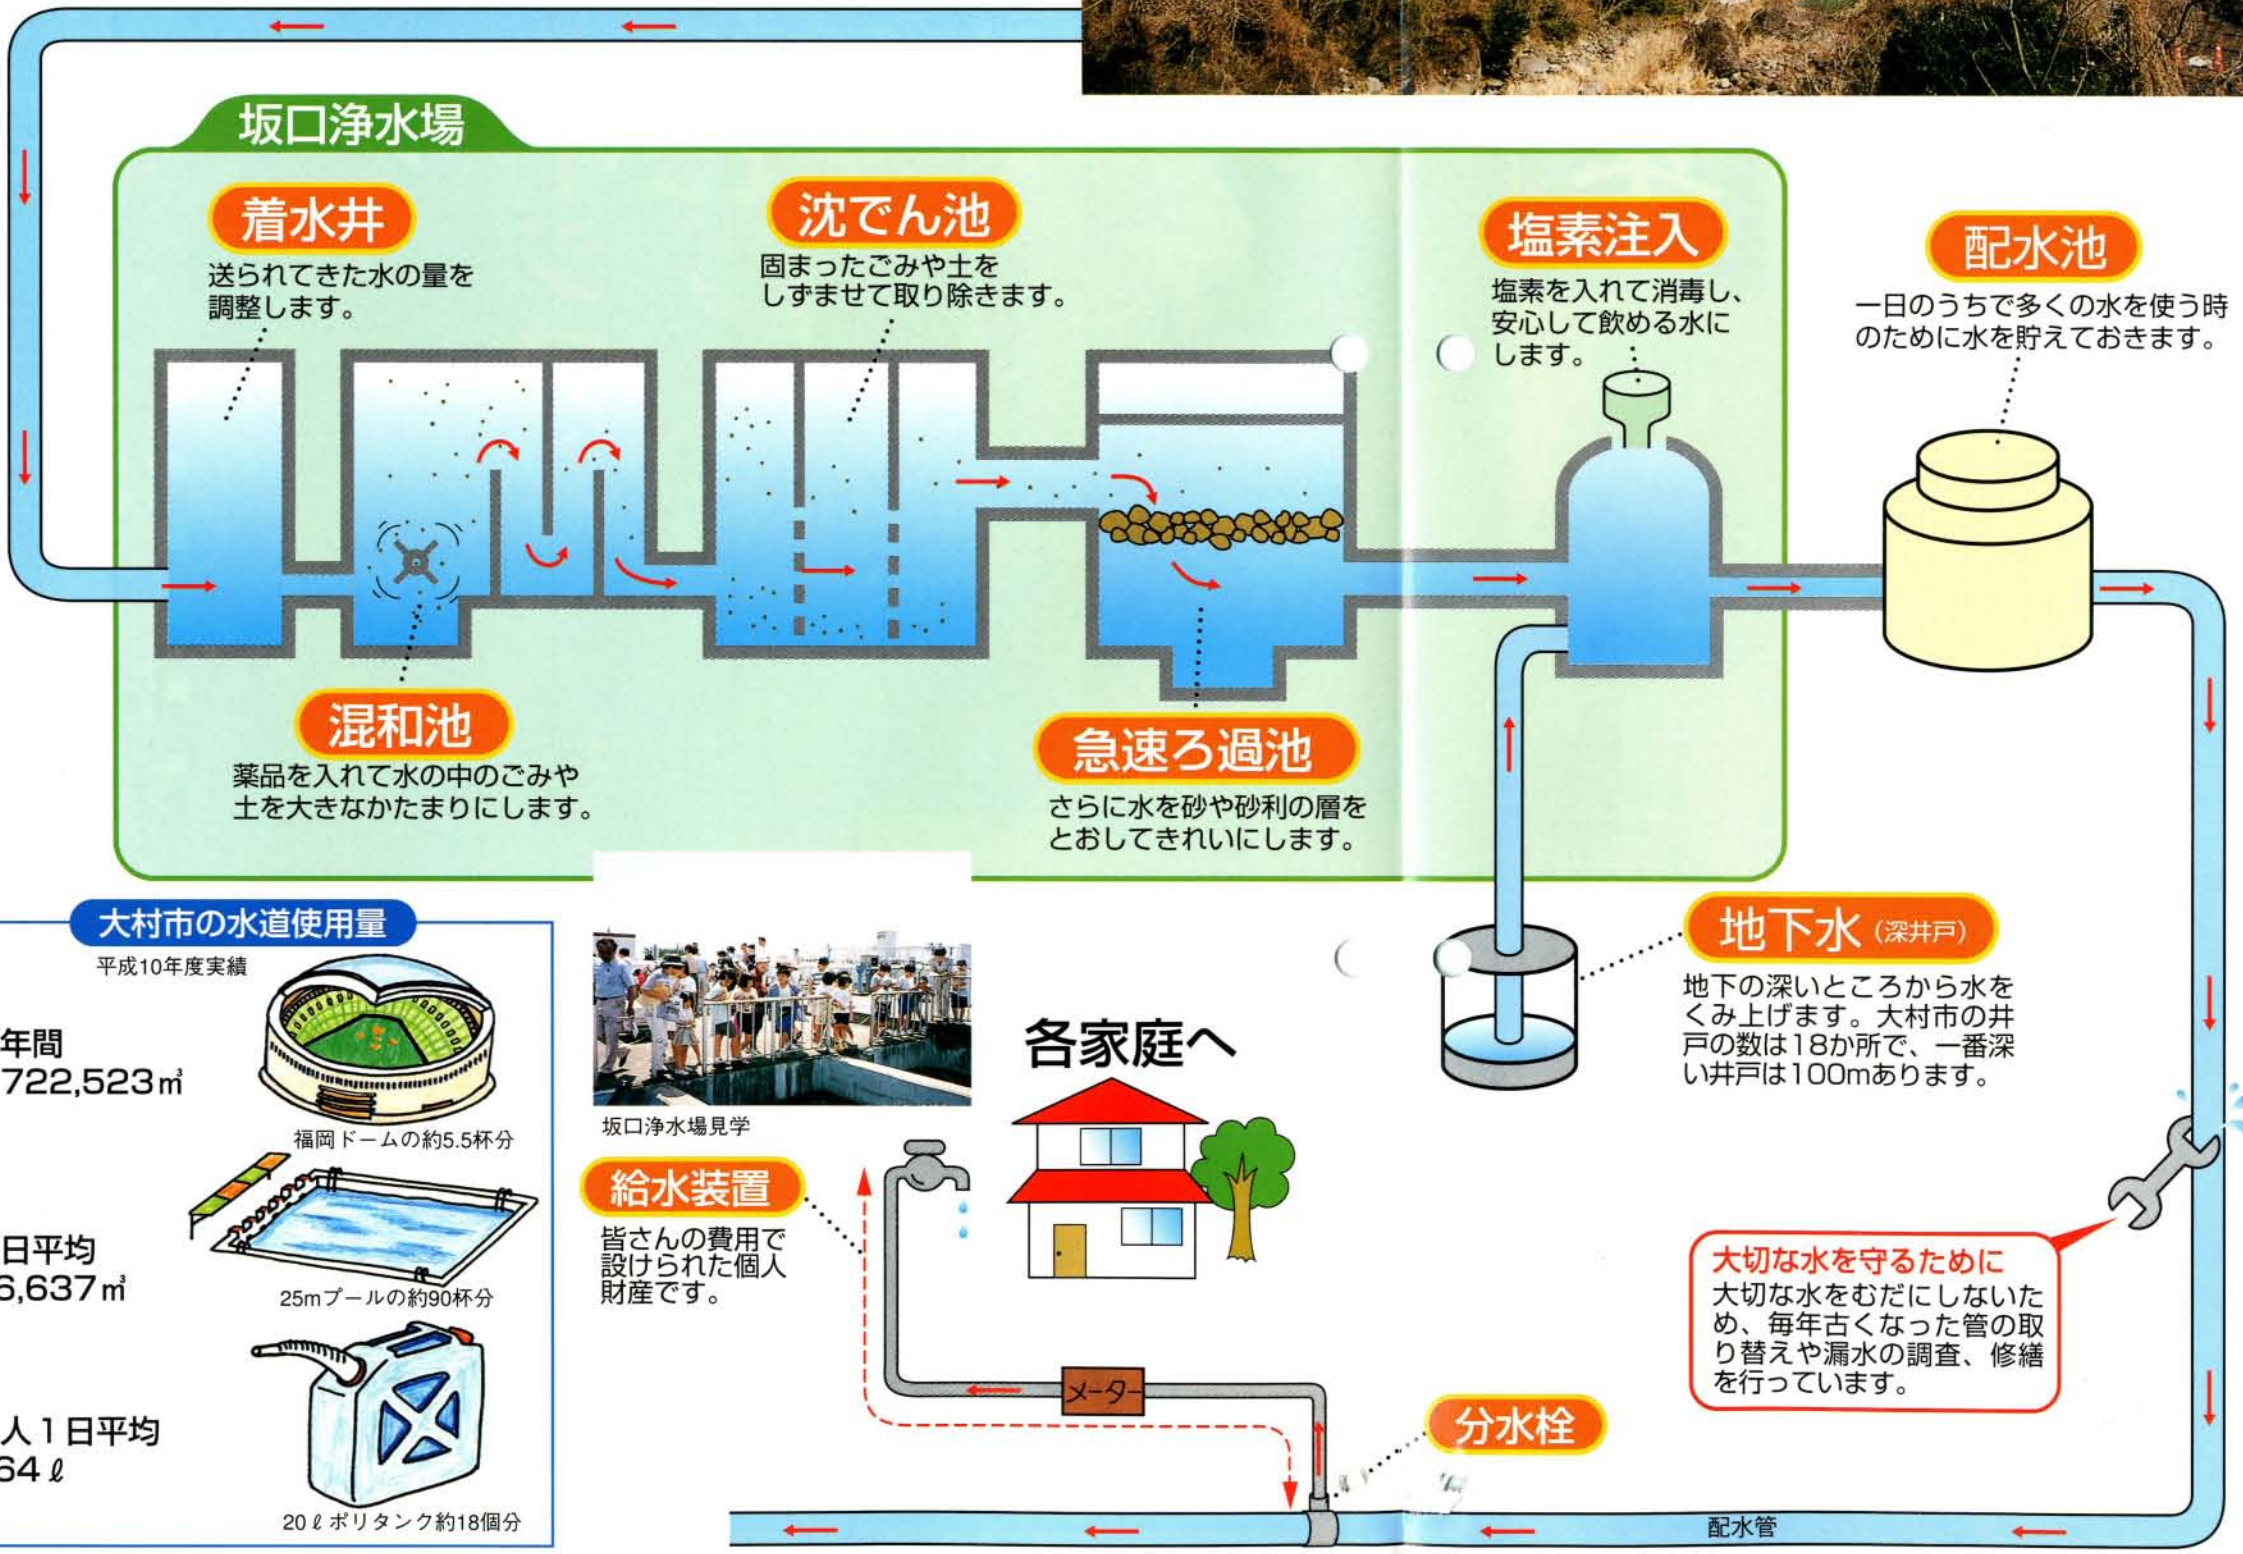 坂口浄水場
着水井
送られてきた水の量を
調整します。
沈でん池
固まったごみや土を
しずませて取り除きます。
塩素注入
塩素を入れて消毒し、
安心して飲める水に
します。
配水池
一日のうちで多くの水を使う時
のために水を貯えておきます。
混和池
薬品を入れて水の中のごみや
土を大きなかたまりにします。
急速ろ過池
さらに水を砂や砂利の層を
とおしてきれいにします。
大村市の水道使用量
平成10年度実績
年間
722,523㎥
福岡ドームの約5.5杯分
日平均
6,637㎥
25mプールの約90杯分
人1日平均
64ℓ
20ℓポリタンク約18個分
坂口浄水場見学
各家庭へ
給水装置
皆さんの費用で
設けられた個人
財産です。
メーター
地下水（深井戸）
地下の深いところから水を
くみ上げます。大村市の井
戸の数は18か所で、一番深
い井戸は100mあります。
大切な水を守るために
大切な水をむだにしないた
め、毎年古くなった管の取
り替えや漏水の調査、修繕
を行っています。
分水栓
配水管